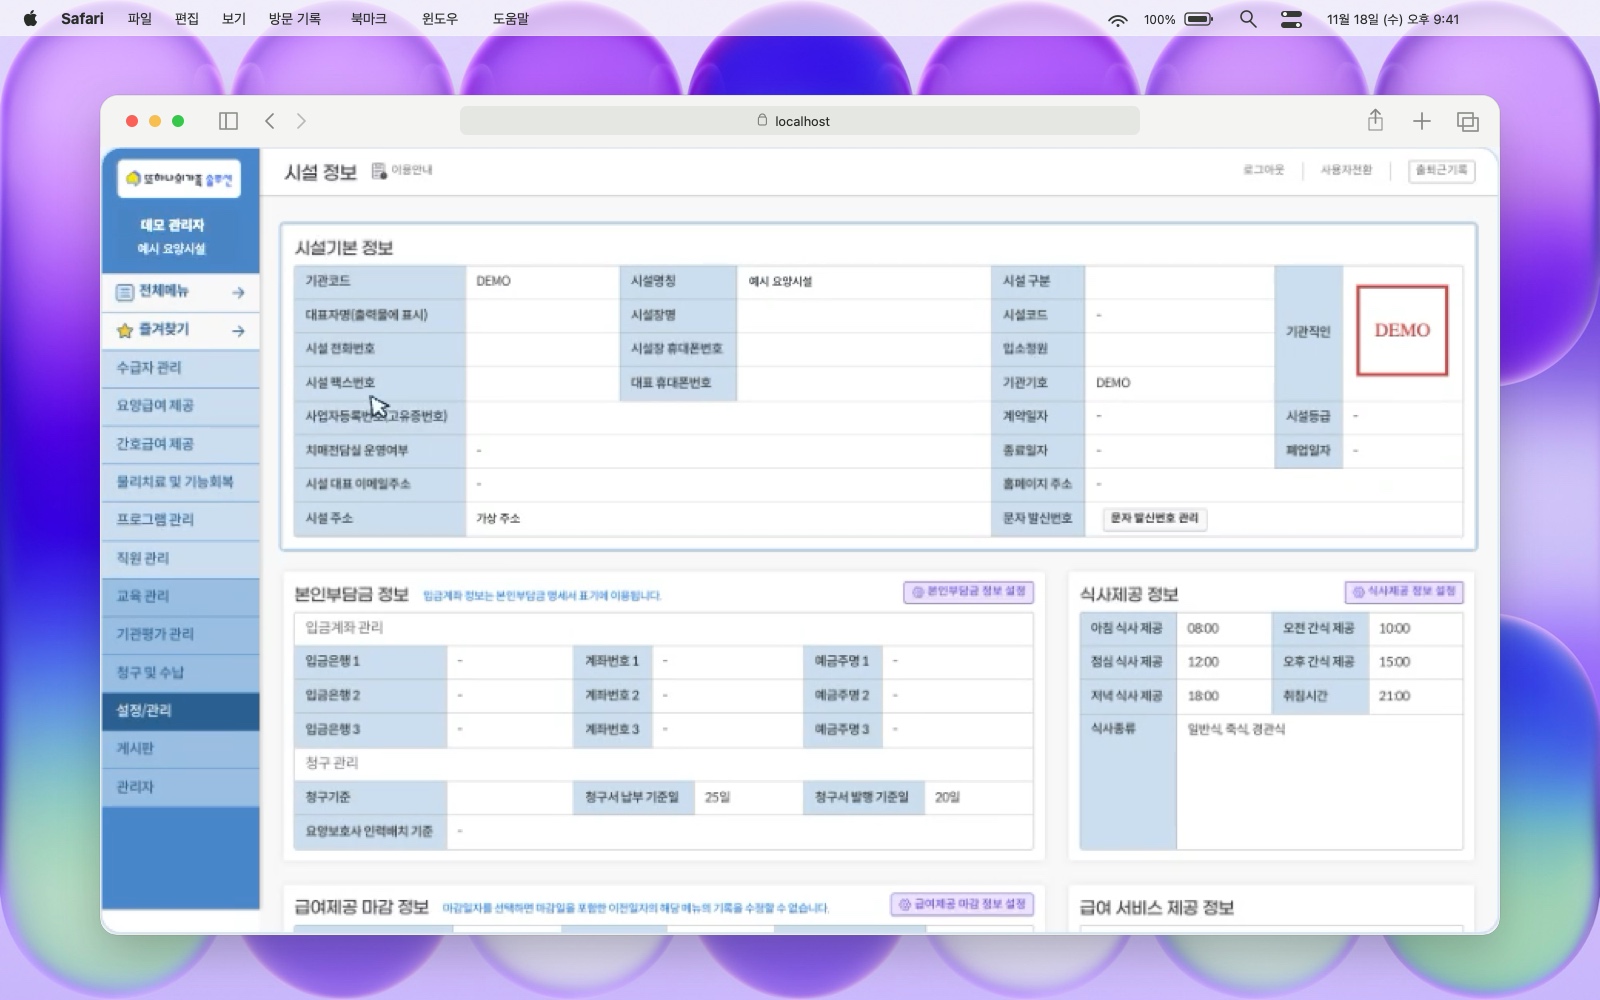 Safari 파일 편집 보기 방문 기록 북마크 윈도우 도움말 100% 11월 18일 (수) 오후 9:41
localhost
또하나의가족 솔루션
데모 관리자
예시 요양시설
전체메뉴
즐겨찾기
수급자 관리
요양급여 제공
간호급여 제공
물리치료 및 기능회복
프로그램 관리
직원 관리
교육 관리
기관평가 관리
청구 및 수납
설정/관리
게시판
관리자
시설 정보 이용안내 로그아웃 사용자전환 출퇴근기록
시설기본 정보
기관코드 DEMO 시설명칭 예시 요양시설 시설 구분 기관직인 DEMO
대표자명(출력물에 표시) 시설장명 시설코드 -
시설 전화번호 시설장 휴대폰번호 입소정원
시설 팩스번호 대표 휴대폰번호 기관기호 DEMO
사업자등록번호(고유증번호) 계약일자 - 시설등급 -
치매전담실 운영여부 - 종료일자 - 폐업일자 -
시설 대표 이메일주소 - 홈페이지 주소 -
시설 주소 가상 주소 문자 발신번호 문자 발신번호 관리
본인부담금 정보 입금계좌 정보는 본인부담금 명세서 표기에 이용됩니다. 본인부담금 정보 설정
입금계좌 관리
입금은행 1 - 계좌번호 1 - 예금주명 1 -
입금은행 2 - 계좌번호 2 - 예금주명 2 -
입금은행 3 - 계좌번호 3 - 예금주명 3 -
청구 관리
청구기준 청구서 납부 기준일 25일 청구서 발행 기준일 20일
요양보호사 인력배치 기준 -
식사제공 정보 식사제공 정보 설정
아침 식사 제공 08:00 오전 간식 제공 10:00
점심 식사 제공 12:00 오후 간식 제공 15:00
저녁 식사 제공 18:00 취침시간 21:00
식사종류 일반식, 죽식, 경관식
급여제공 마감 정보 마감일자를 선택하면 마감일을 포함한 이전일자의 해당 메뉴의 기록을 수정할 수 없습니다. 급여제공 마감 정보 설정
급여 서비스 제공 정보